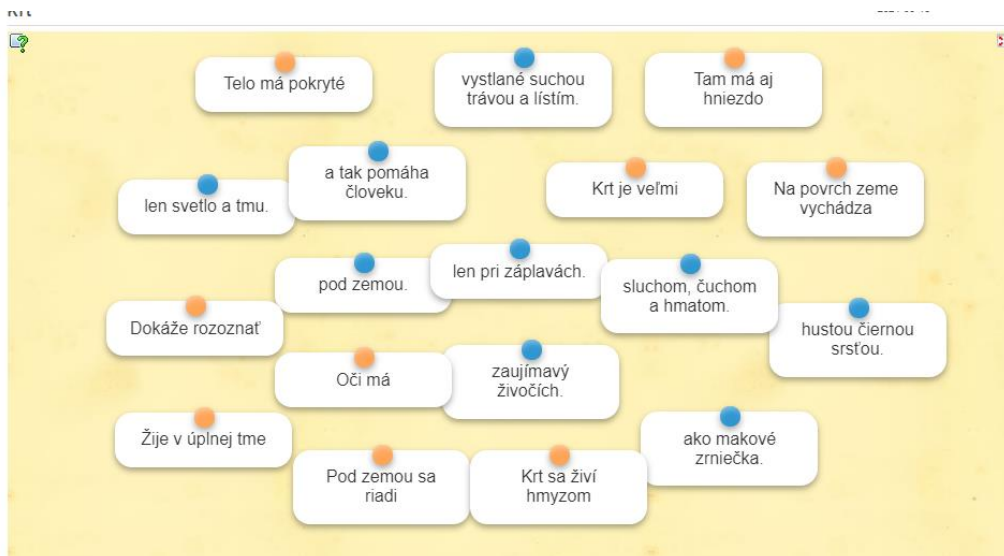 Telo má pokryté
vystlané suchou
trávou a lístím.
Tam má aj
hniezdo
a tak pomáha
človeku.
len svetlo a tmu.
Krt je veľmi
Na povrch zeme
vychádza
pod zemou.
len pri záplavách.
sluchom, čuchom
a hmatom.
Dokáže rozoznať
hustou čiernou
srsťou.
Oči má
zaujímavý
živočích.
Žije v úplnej tme
ako makové
zrniečka.
Pod zemou sa
riadi
Krt sa živí
hmyzom